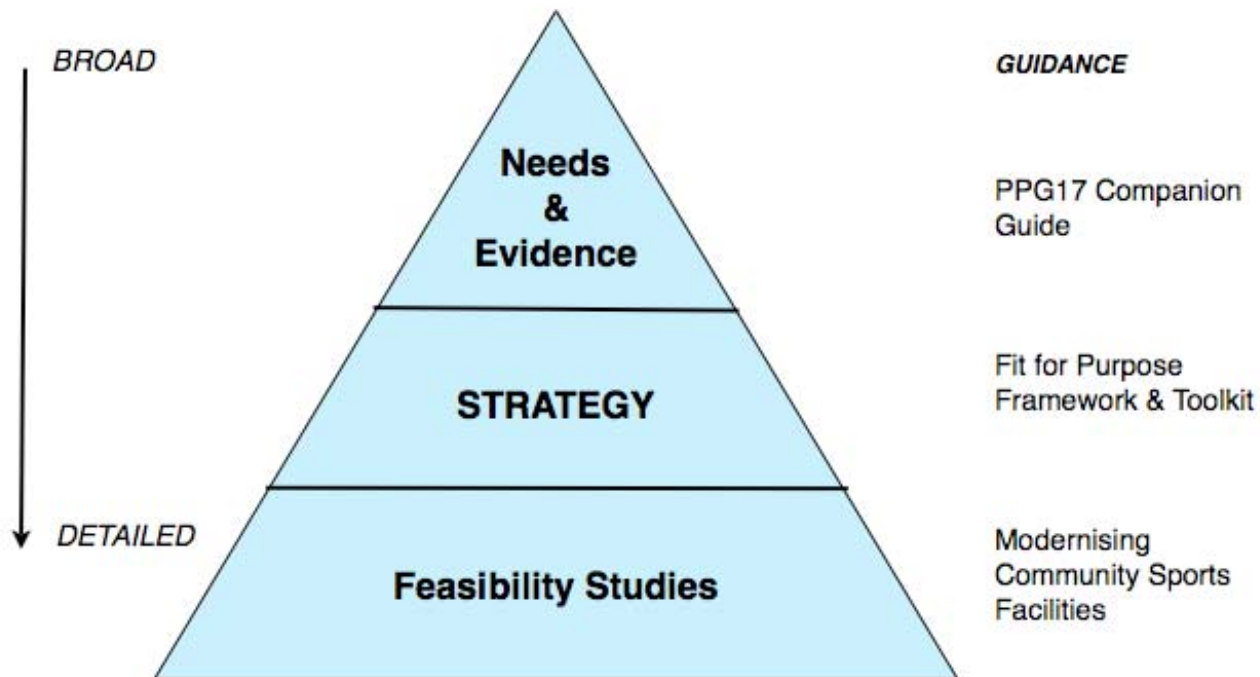 BROAD
GUIDANCE
Needs
&
Evidence
PPG17 Companion
Guide
STRATEGY
Fit for Purpose
Framework & Toolkit
DETAILED
Feasibility Studies
Modernising
Community Sports
Facilities